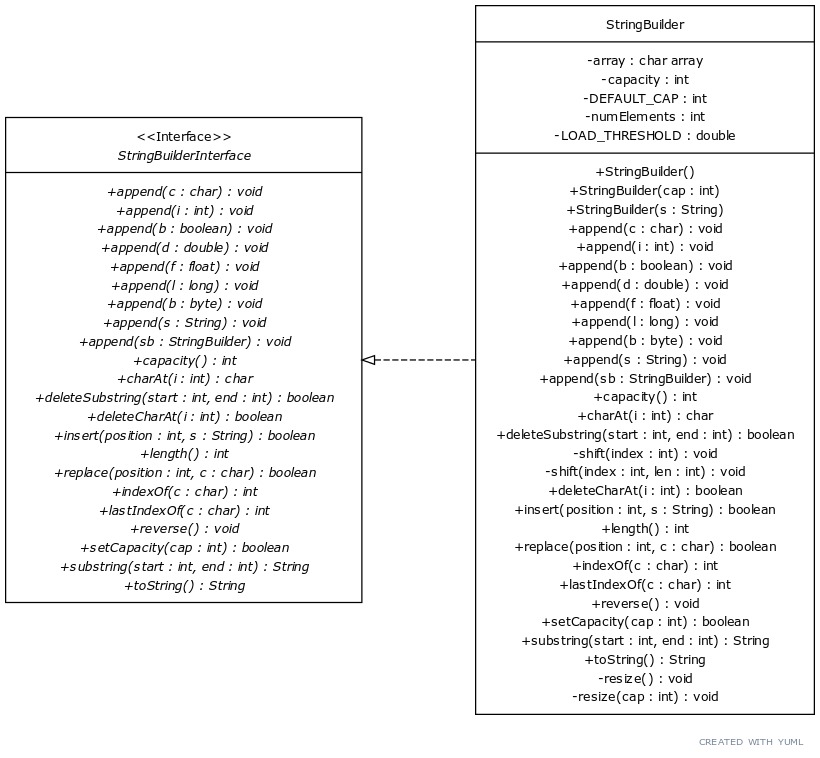 <<Interface>>
StringBuilderInterface
+append(c : char) : void
+append(i : int) : void
+append(b : boolean) : void
+append(d : double) : void
+append(f : float) : void
+append(l : long) : void
+append(b : byte) : void
+append(s : String) : void
+append(sb : StringBuilder) : void
+capacity() : int
+charAt(i : int) : char
+deleteSubstring(start : int, end : int) : boolean
+deleteCharAt(i : int) : boolean
+insert(position : int, s : String) : boolean
+length() : int
+replace(position : int, c : char) : boolean
+indexOf(c : char) : int
+lastIndexOf(c : char) : int
+reverse() : void
+setCapacity(cap : int) : boolean
+substring(start : int, end : int) : String
+toString() : String
StringBuilder
-array : char array
-capacity : int
-DEFAULT_CAP : int
-numElements : int
-LOAD_THRESHOLD : double
+StringBuilder()
+StringBuilder(cap : int)
+StringBuilder(s : String)
+append(c : char) : void
+append(i : int) : void
+append(b : boolean) : void
+append(d : double) : void
+append(f : float) : void
+append(l : long) : void
+append(b : byte) : void
+append(s : String) : void
+append(sb : StringBuilder) : void
+capacity() : int
+charAt(i : int) : char
+deleteSubstring(start : int, end : int) : boolean
-shift(index : int) : void
-shift(index : int, len : int) : void
+deleteCharAt(i : int) : boolean
+insert(position : int, s : String) : boolean
+length() : int
+replace(position : int, c : char) : boolean
+indexOf(c : char) : int
+lastIndexOf(c : char) : int
+reverse() : void
+setCapacity(cap : int) : boolean
+substring(start : int, end : int) : String
+toString() : String
-resize() : void
-resize(cap : int) : void
CREATED WITH YUML